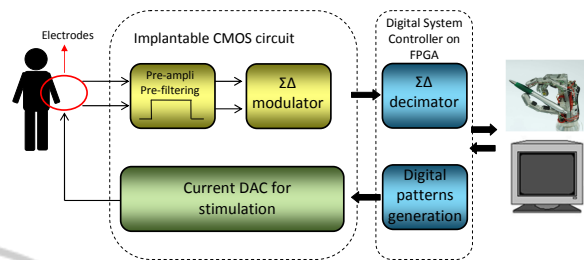 Electrodes
Implantable CMOS circuit
Digital System
Controller on
FPGA
Pre-ampli
Pre-filtering
ΣΔ
modulator
ΣΔ
decimator
Current DAC for
stimulation
Digital
patterns
generation